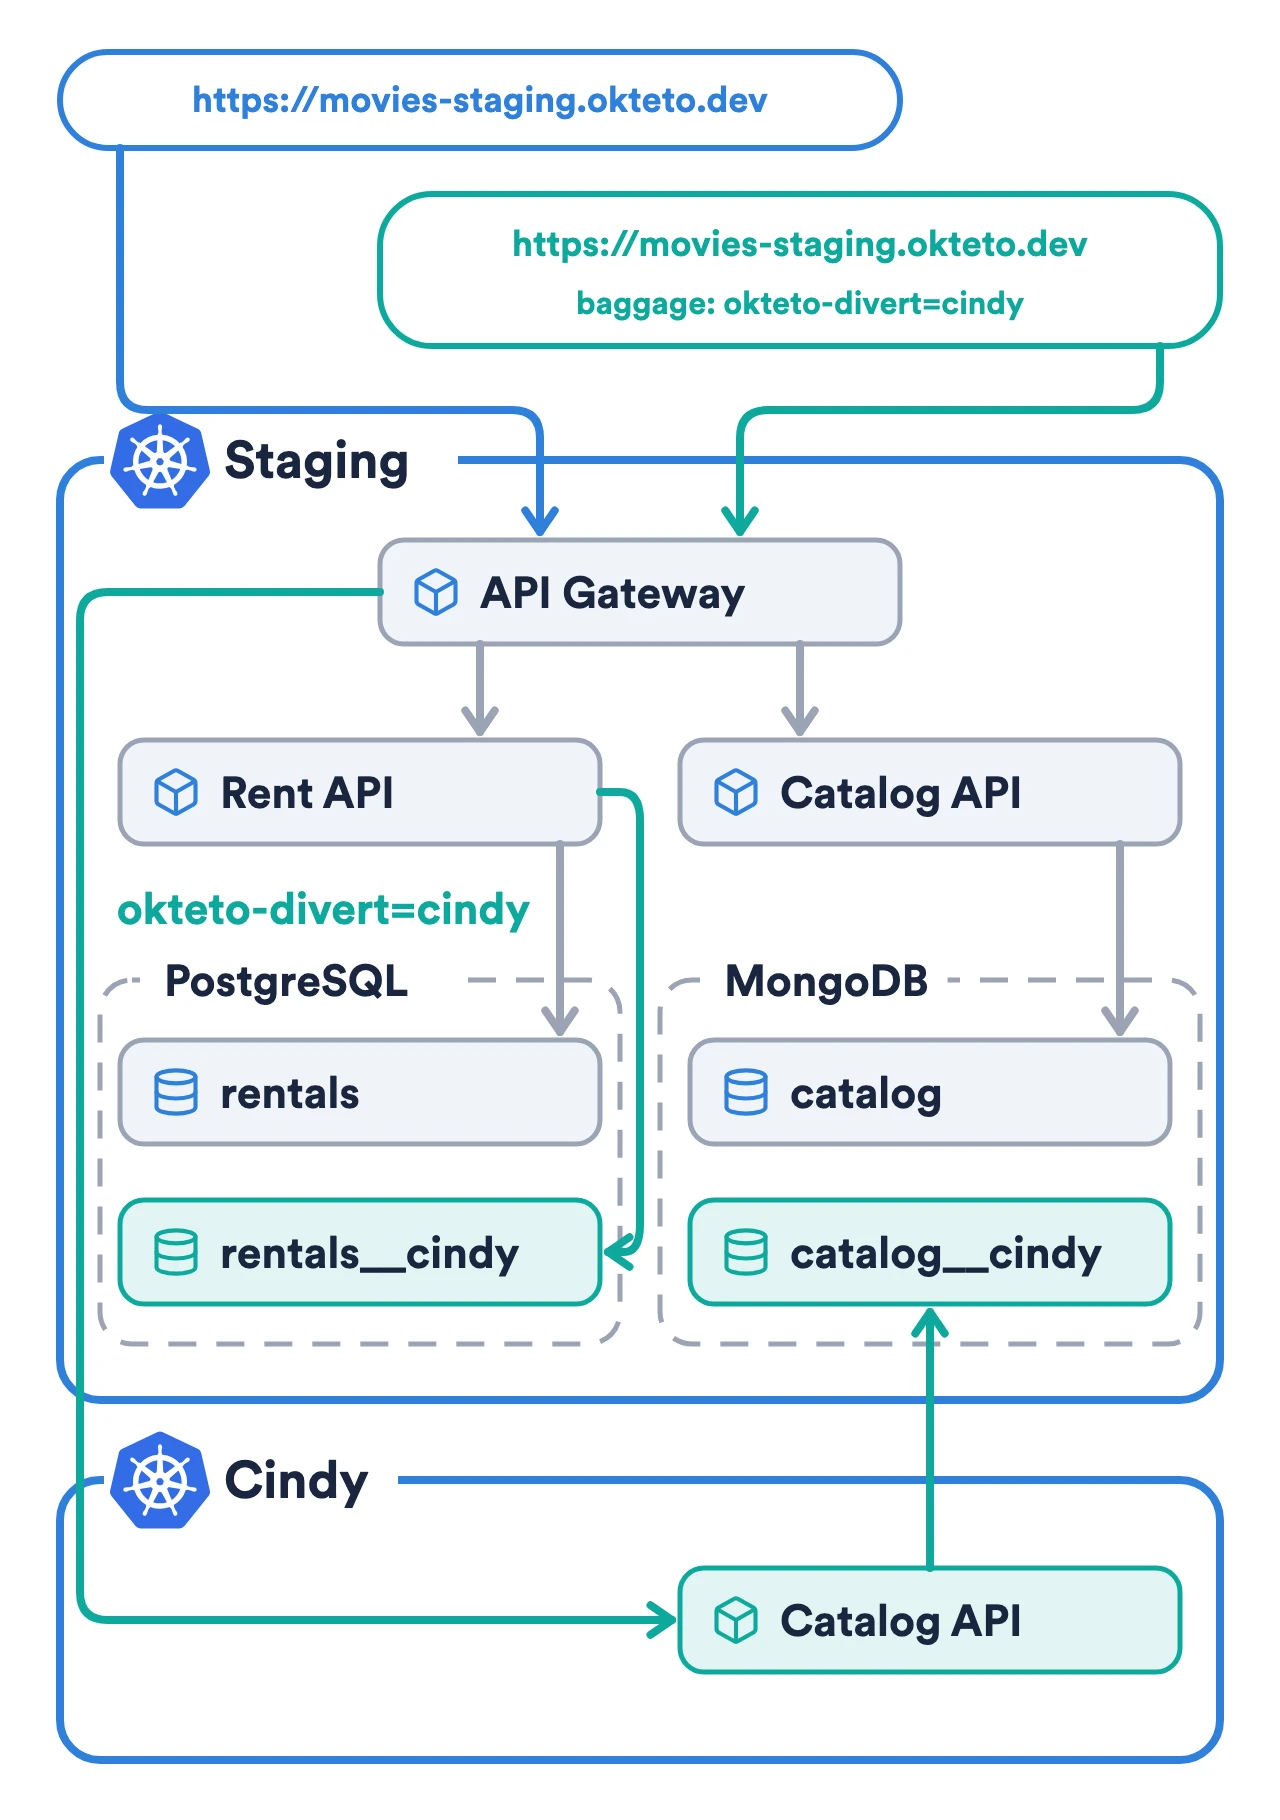 https://movies-staging.okteto.dev
https://movies-staging.okteto.dev
baggage: okteto-divert=cindy
Staging
API Gateway
Rent API
Catalog API
okteto-divert=cindy
PostgreSQL
MongoDB
rentals
catalog
rentals__cindy
catalog__cindy
Cindy
Catalog API